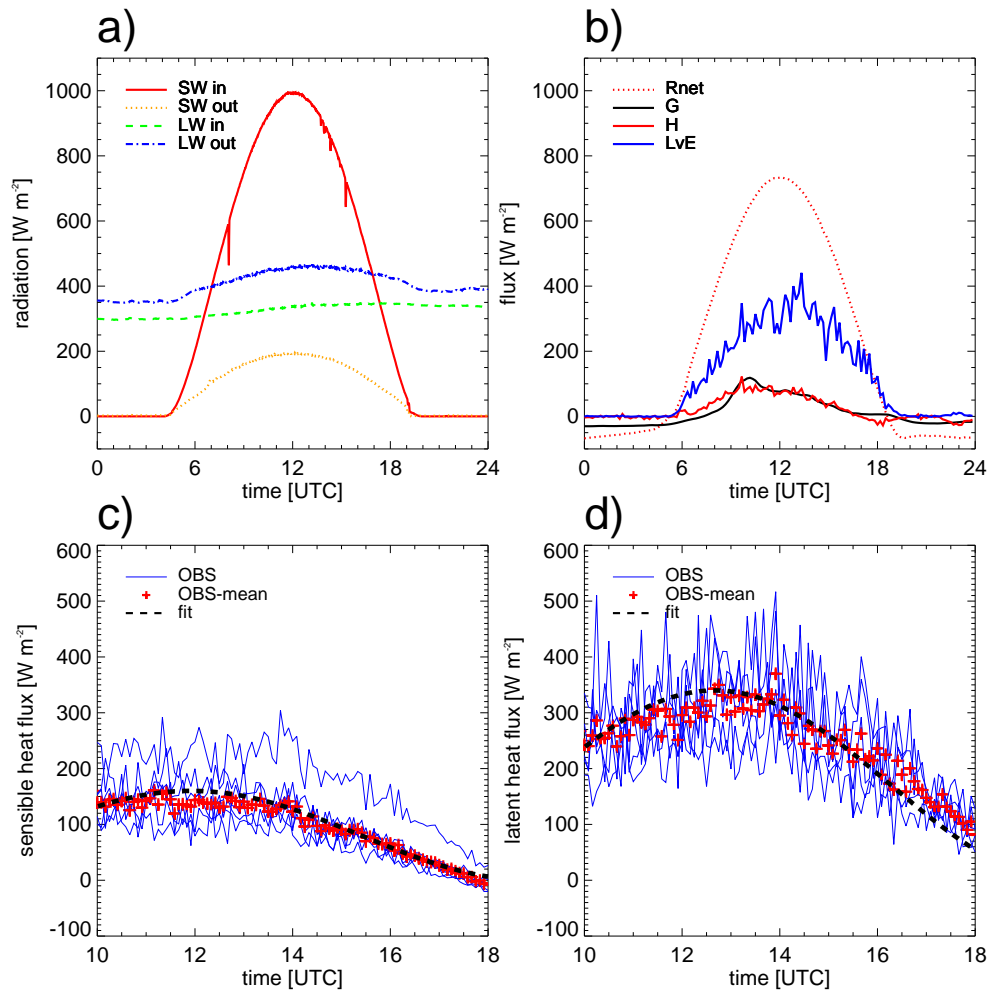 a)
1000
800
600
400
200
0
radiation [W m-2]
SW in
SW out
LW in
LW out
0 6 12 18 24
time [UTC]
b)
1000
800
600
400
200
0
flux [W m-2]
Rnet
G
H
LvE
0 6 12 18 24
time [UTC]
c)
600
500
400
300
200
100
0
-100
sensible heat flux [W m-2]
OBS
OBS-mean
fit
10 12 14 16 18
time [UTC]
d)
600
500
400
300
200
100
0
-100
latent heat flux [W m-2]
OBS
OBS-mean
fit
10 12 14 16 18
time [UTC]